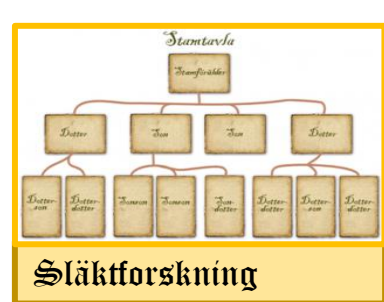 Stamtavla
Stamförälder
Dotter Son Son Dotter
Dotter-
son
Dotter-
dotter
Sonson
Sonson
Son-
dotter
Dotter-
dotter
Dotter-
son
Dotter-
dotter
Släktforskning